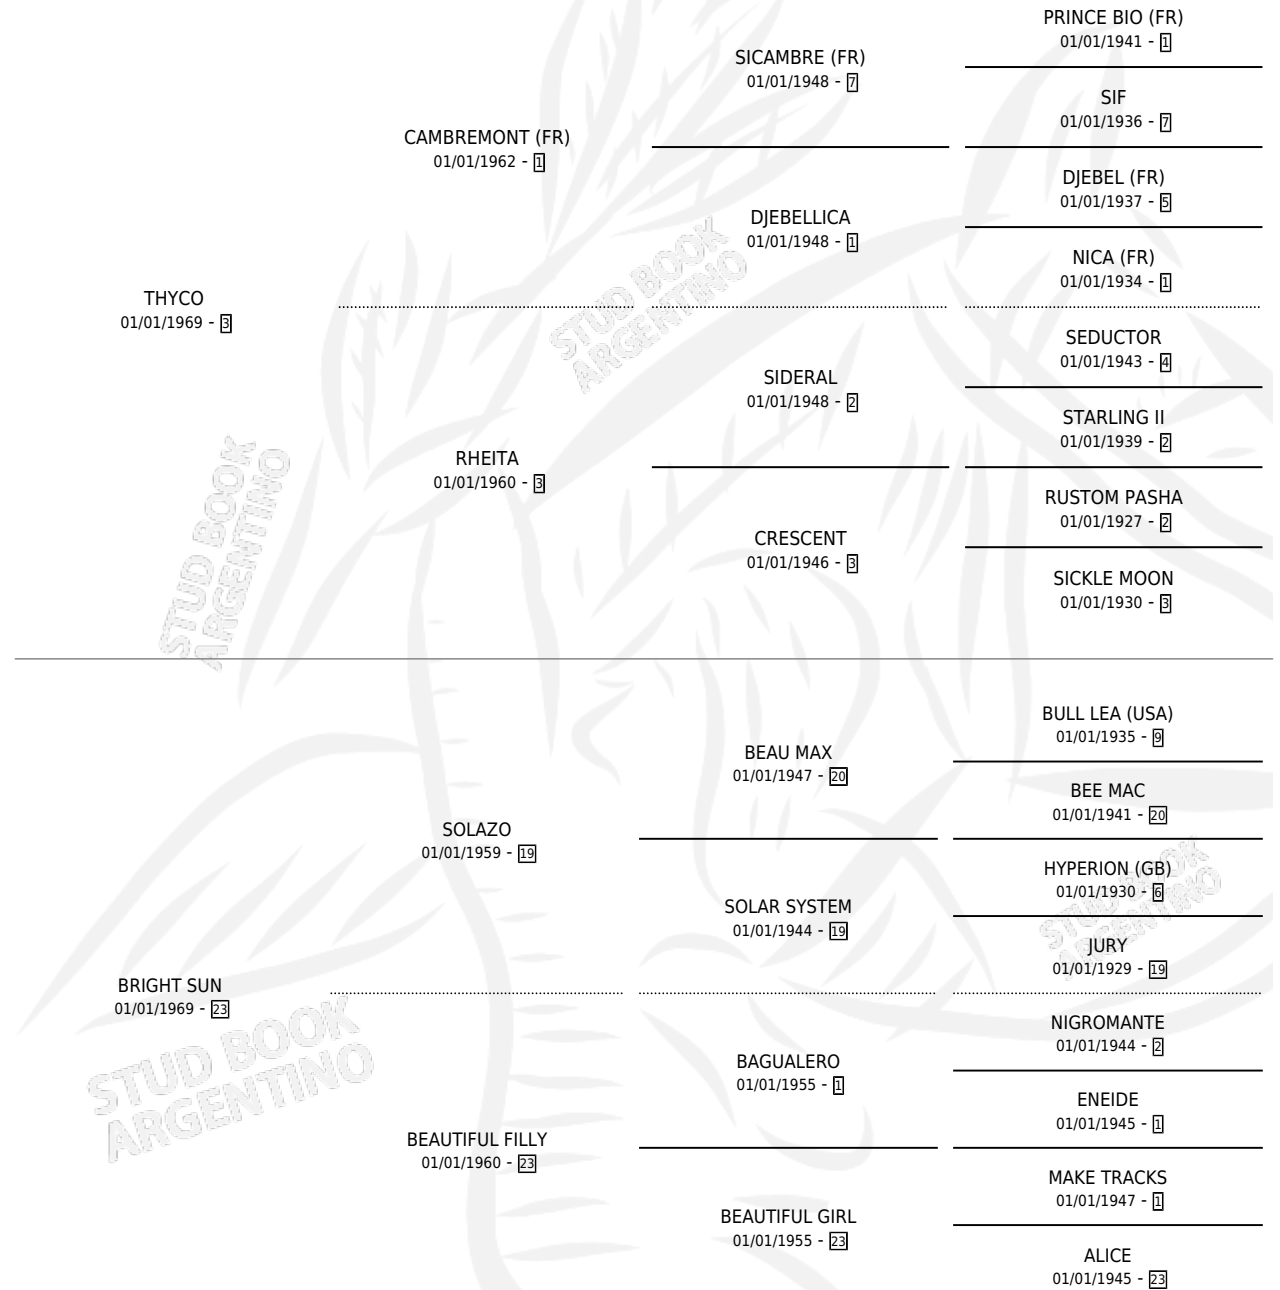 PRINCE BIO (FR)
01/01/1941 - 1
SICAMBRE (FR)
01/01/1948 - 7
SIF
01/01/1936 - 7
CAMBREMONT (FR)
01/01/1962 - 1
DJEBEL (FR)
01/01/1937 - 5
DJEBELLICA
01/01/1948 - 1
NICA (FR)
01/01/1934 - 1
THYCO
01/01/1969 - 3
SEDUCTOR
01/01/1943 - 4
SIDERAL
01/01/1948 - 2
STARLING II
01/01/1939 - 2
RHEITA
01/01/1960 - 3
RUSTOM PASHA
01/01/1927 - 2
CRESCENT
01/01/1946 - 3
SICKLE MOON
01/01/1930 - 3
BULL LEA (USA)
01/01/1935 - 9
BEAU MAX
01/01/1947 - 20
BEE MAC
01/01/1941 - 20
SOLAZO
01/01/1959 - 19
HYPERION (GB)
01/01/1930 - 6
SOLAR SYSTEM
01/01/1944 - 19
JURY
01/01/1929 - 19
BRIGHT SUN
01/01/1969 - 23
NIGROMANTE
01/01/1944 - 2
BAGUALERO
01/01/1955 - 1
ENEIDE
01/01/1945 - 1
BEAUTIFUL FILLY
01/01/1960 - 23
MAKE TRACKS
01/01/1947 - 1
BEAUTIFUL GIRL
01/01/1955 - 23
ALICE
01/01/1945 - 23
STUD BOOK
ARGENTINO
STUD BOOK
ARGENTINO
STUD BOOK
ARGENTINO
STUD BOOK
ARGENTINO